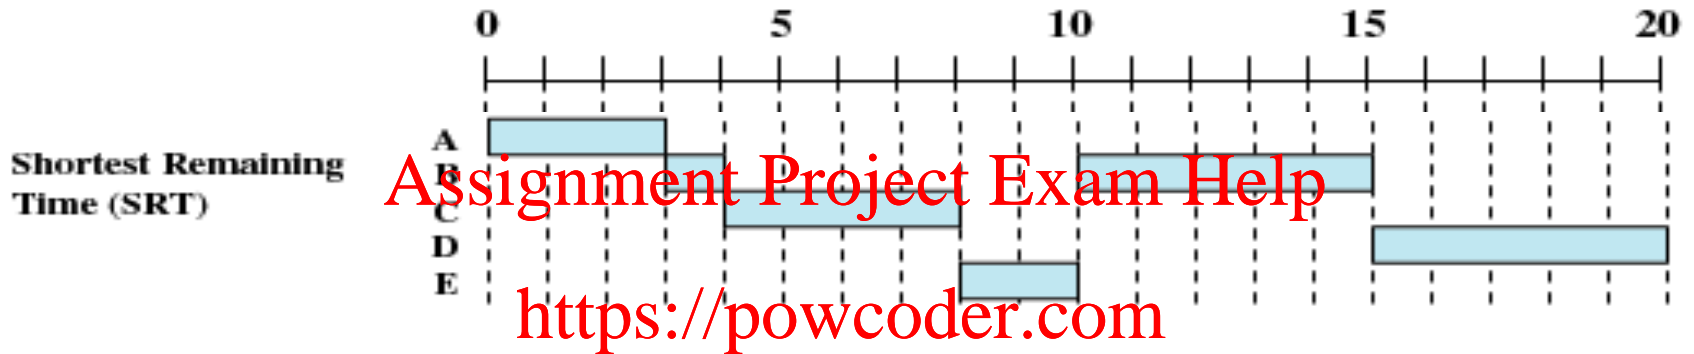 0 5 10 15 20
A
Shortest Remaining
Assignment Project Exam Help
B
Time (SRT)
C
D
E
https://powcoder.com